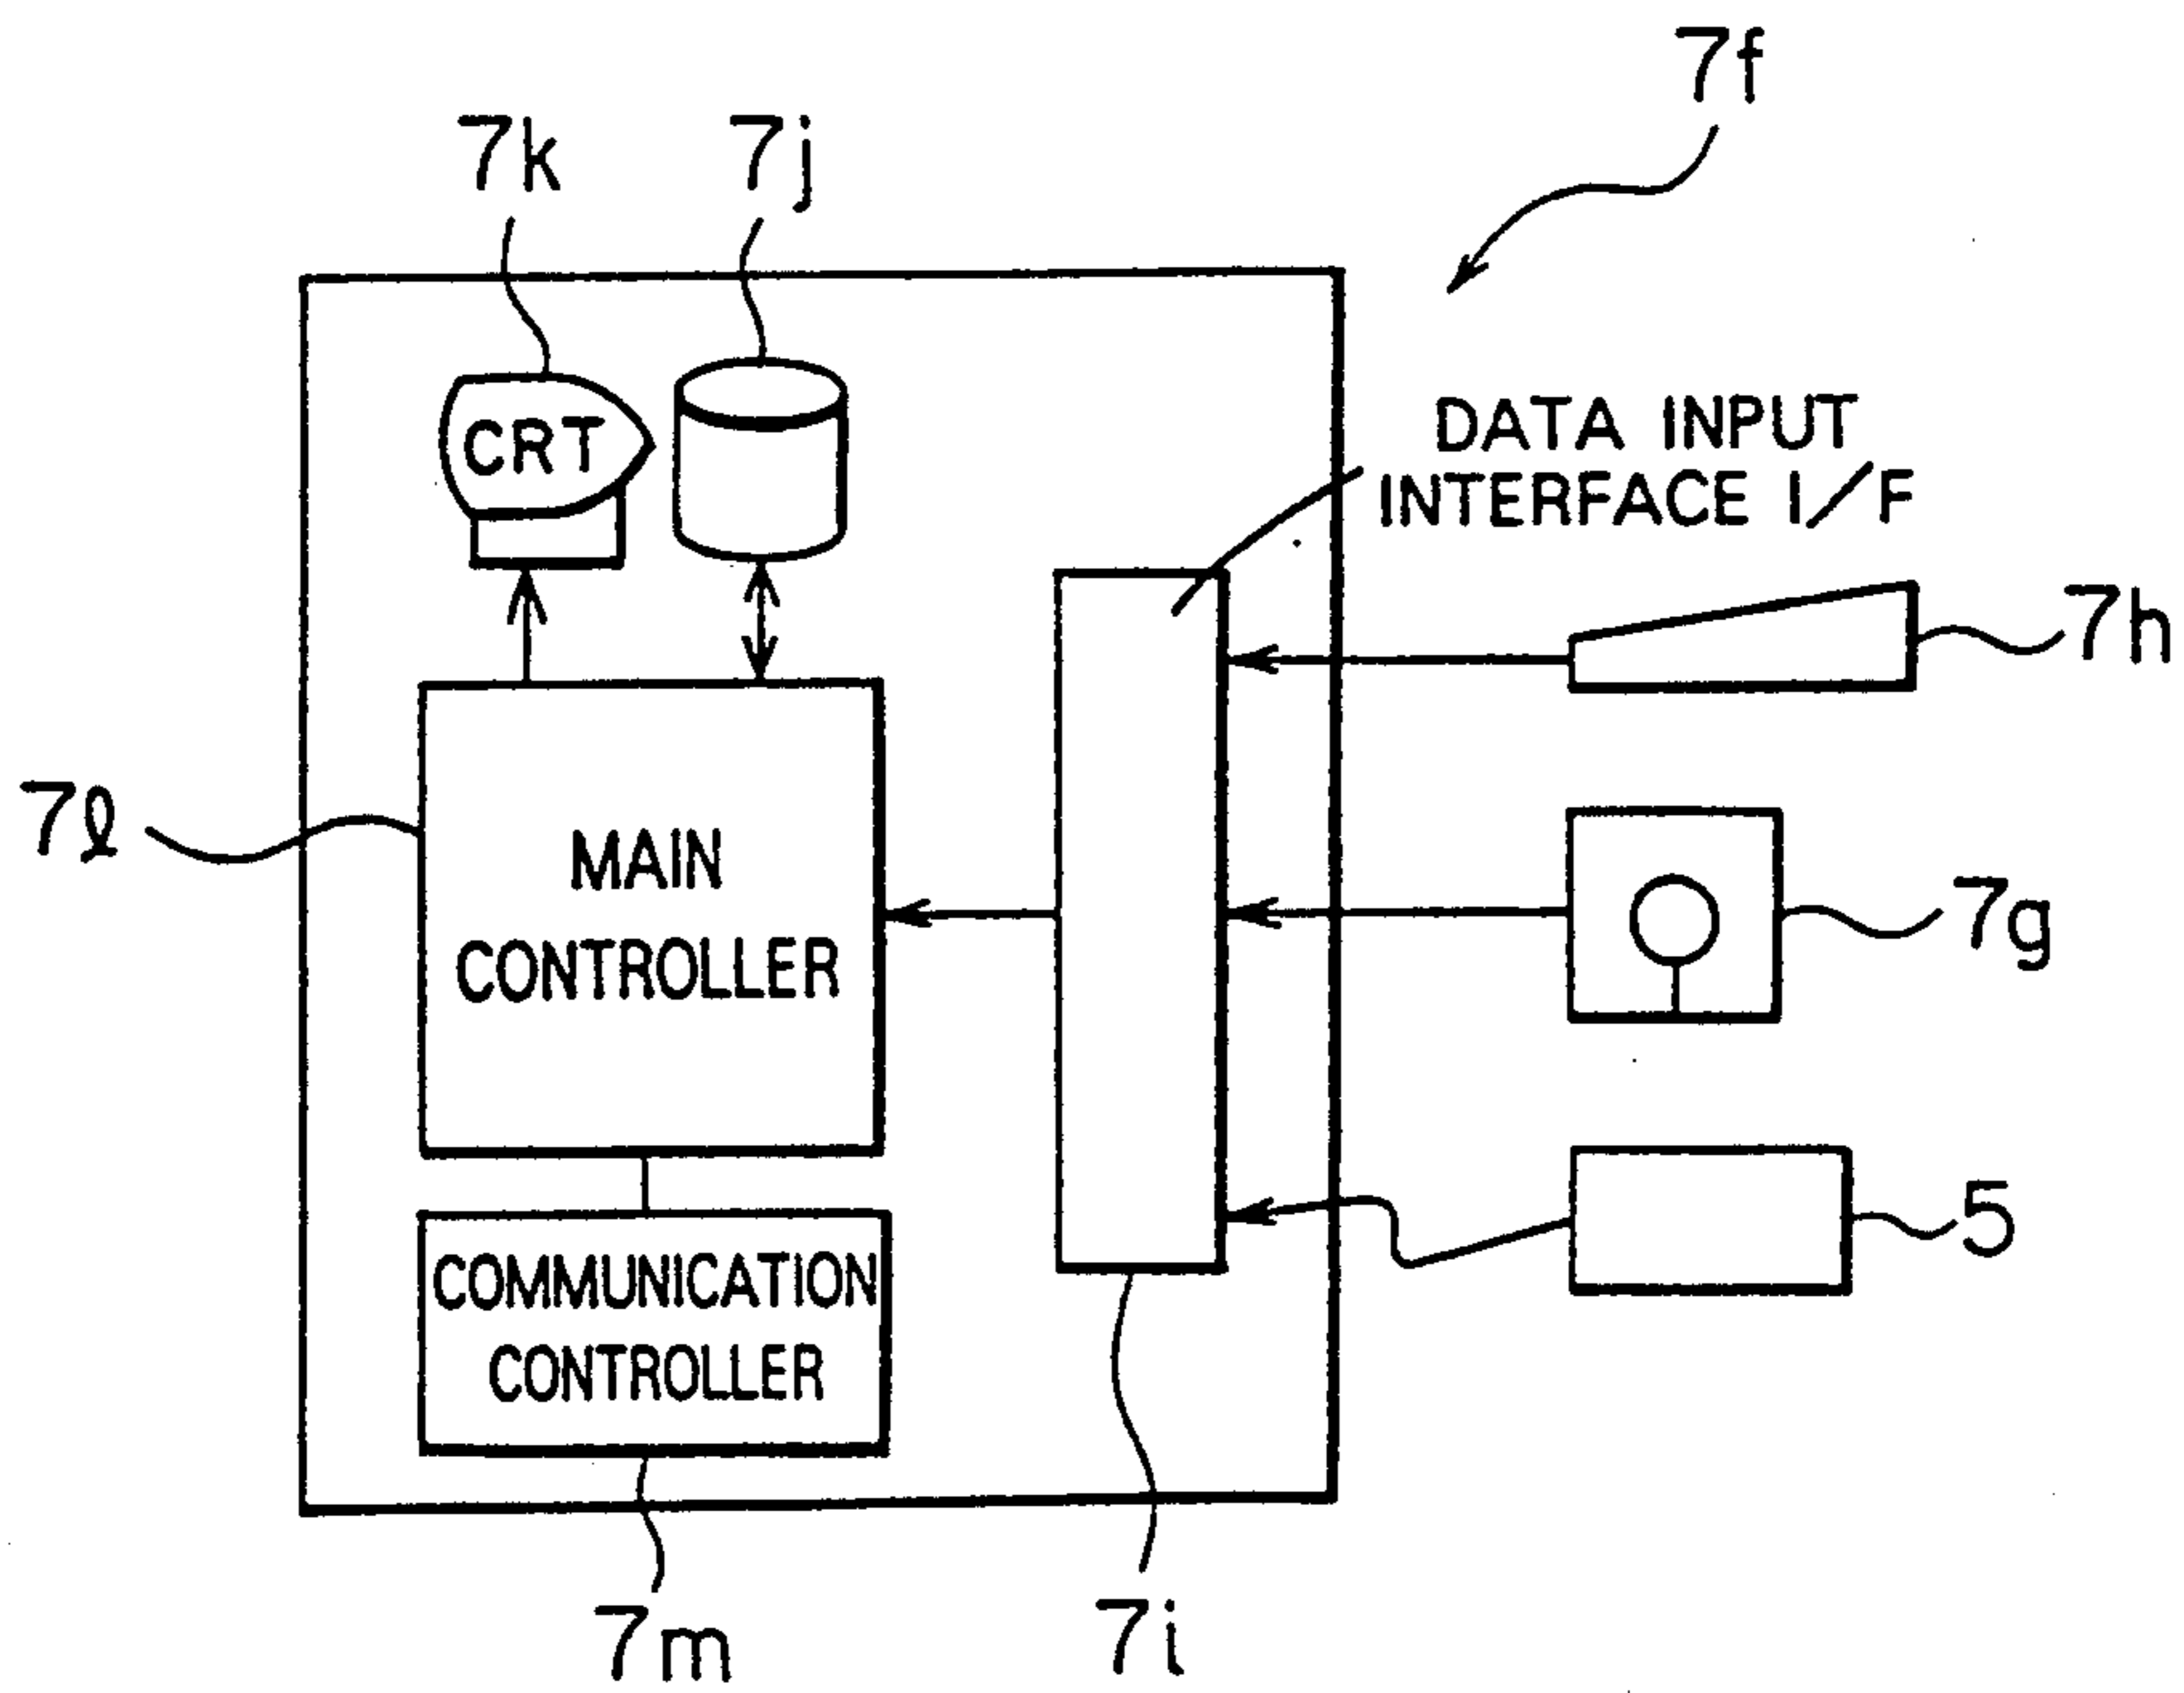 7f
7k
7j
CRT
DATA INPUT
INTERFACE I/F
7h
7ℓ
MAIN
CONTROLLER
7g
COMMUNICATION
CONTROLLER
5
7m
7i